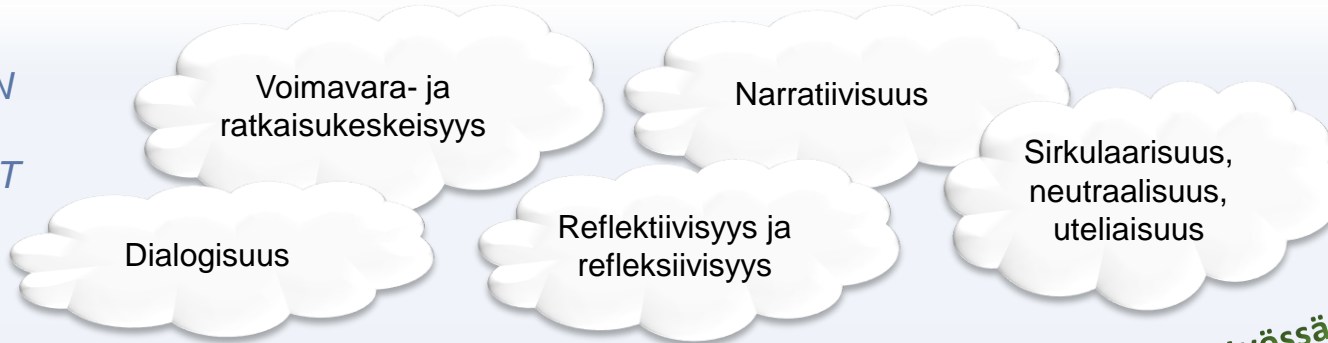 Voimavara- ja
ratkaisukeskeisyys
Narratiivisuus
Sirkulaarisuus,
neutraalisuus,
uteliaisuus
Dialogisuus
Reflektiivisyys ja
refleksiivisyys